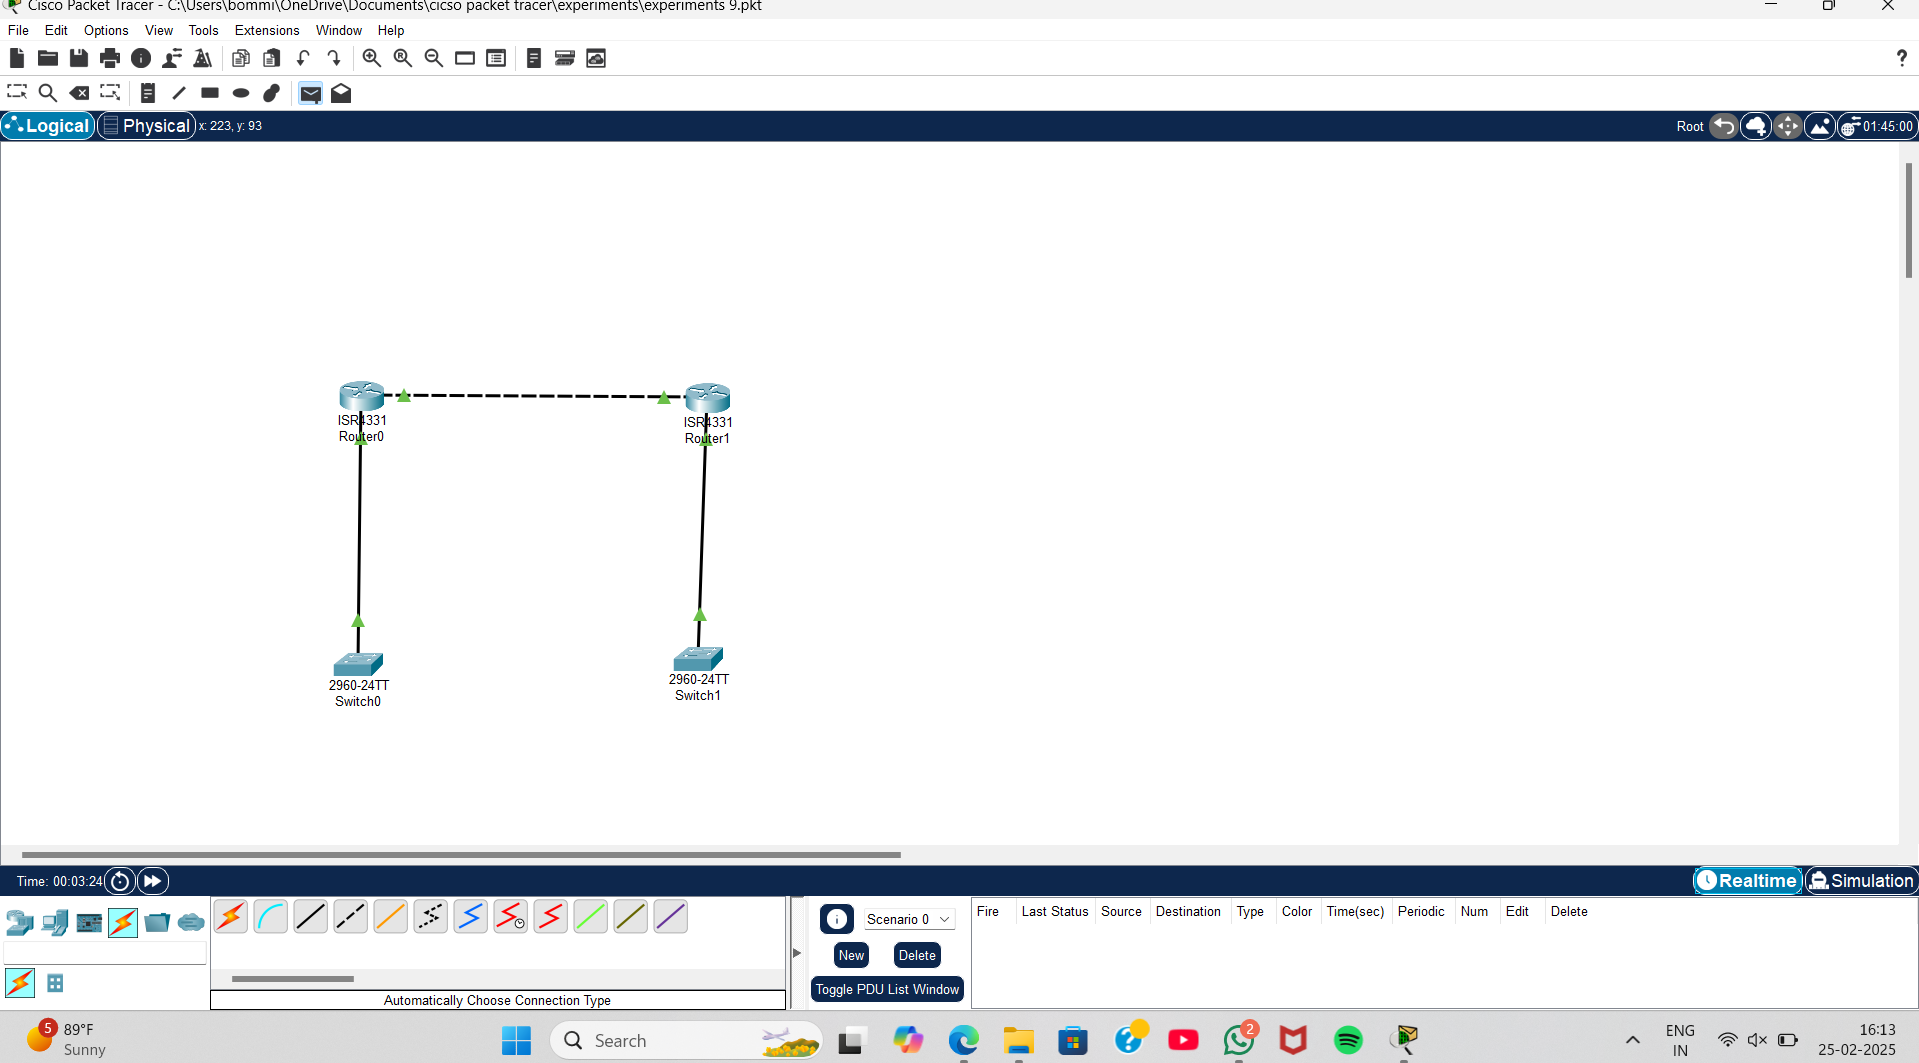 Cisco Packet Tracer - C:\Users\bommi\OneDrive\Documents\cicso packet tracer\experiments\experiments 9.pkt
File Edit Options View Tools Extensions Window Help
Logical Physical x: 223, y: 93 Root 01:45:00
ISR4331
Router0
ISR4331
Router1
2960-24TT
Switch0
2960-24TT
Switch1
Time: 00:03:24 Realtime Simulation
Scenario 0
New Delete
Toggle PDU List Window
Fire Last Status Source Destination Type Color Time(sec) Periodic Num Edit Delete
Automatically Choose Connection Type
5 89°F
Sunny
Search
2
ENG
IN
16:13
25-02-2025